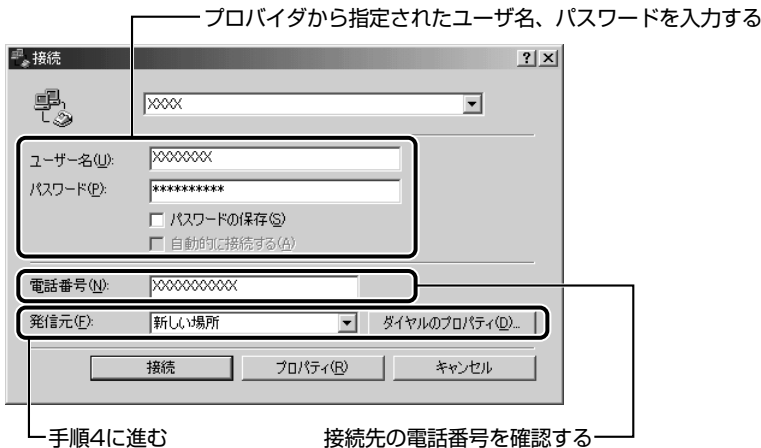 プロバイダから指定されたユーザ名、パスワードを入力する
接続
XXXX
ユーザー名(U): XXXXXXX
パスワード(P): **********
パスワードの保存(S)
自動的に接続する(A)
電話番号(N): XXXXXXXXXX
発信元(F): 新しい場所 ダイヤルのプロパティ(D)...
接続 プロパティ(R) キャンセル
手順4に進む 接続先の電話番号を確認する